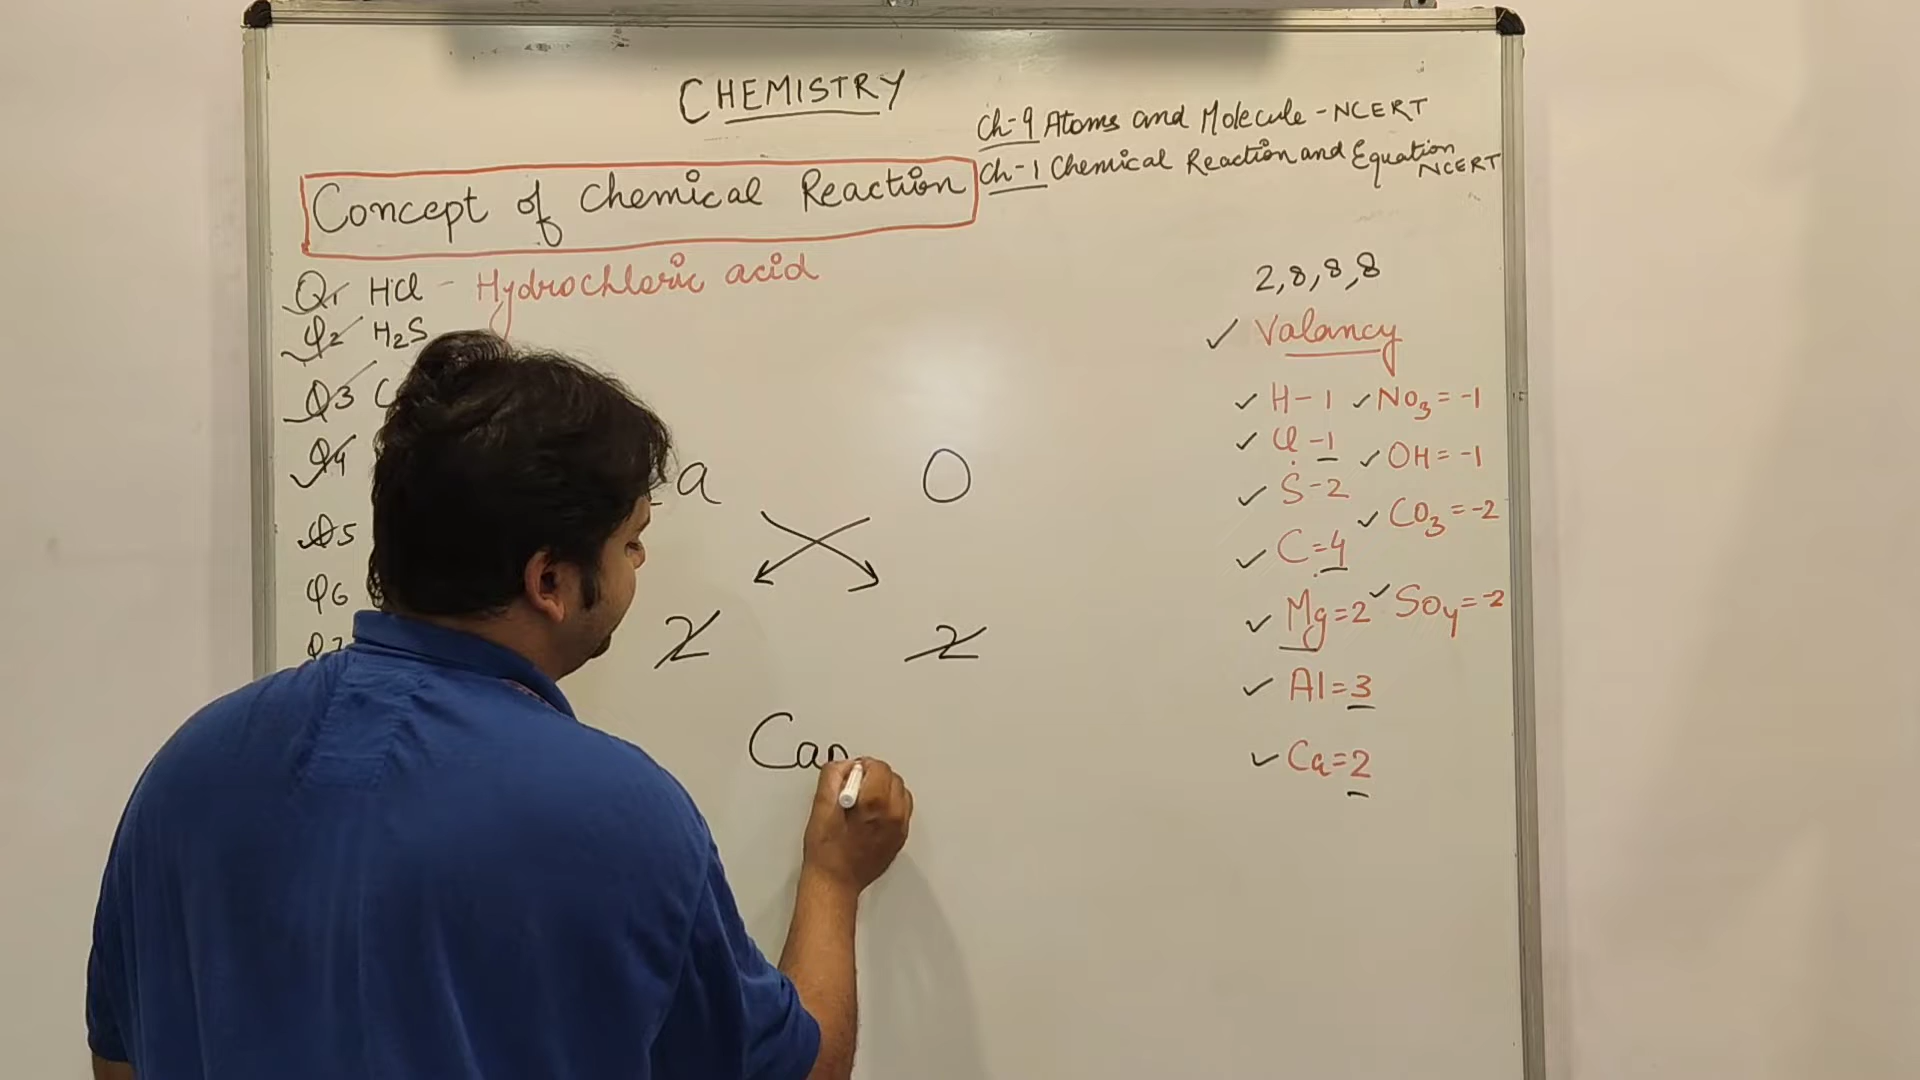 CHEMISTRY
Ch-9 Atoms and Molecule - NCERT
Ch-1 Chemical Reaction and Equation
NCERT
Concept of Chemical Reaction
Q1 HCl - Hydrochloric acid
Q2 H2S
Q3 C
Q4
Q5
Q6
Q7
a O
2 2
Ca
2,8,8,8
✓ Valancy
✓ H-1 ✓ NO3=-1
✓ Cl-1 ✓ OH=-1
✓ S-2 ✓ CO3=-2
✓ C=4
✓ Mg=2 ✓ SO4=-2
✓ Al=3
✓ Ca=2